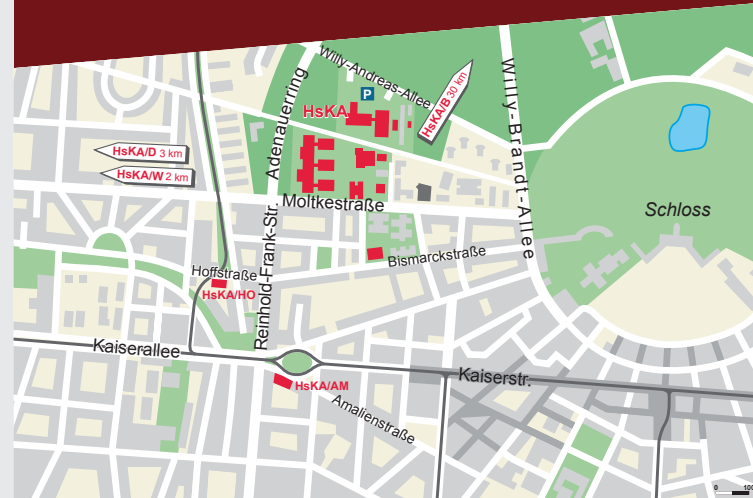 Willy-Andreas-Allee
P
HsKA
HsKA/B 30 km
Willy-Brandt-Allee
Adenauerring
HsKA/D 3 km
HsKA/W 2 km
Moltkestraße
Schloss
Reinhold-Frank-Str.
Bismarckstraße
Hoffstraße
HsKA/HO
Kaiserallee
Kaiserstr.
HsKA/AM
Amalienstraße
0